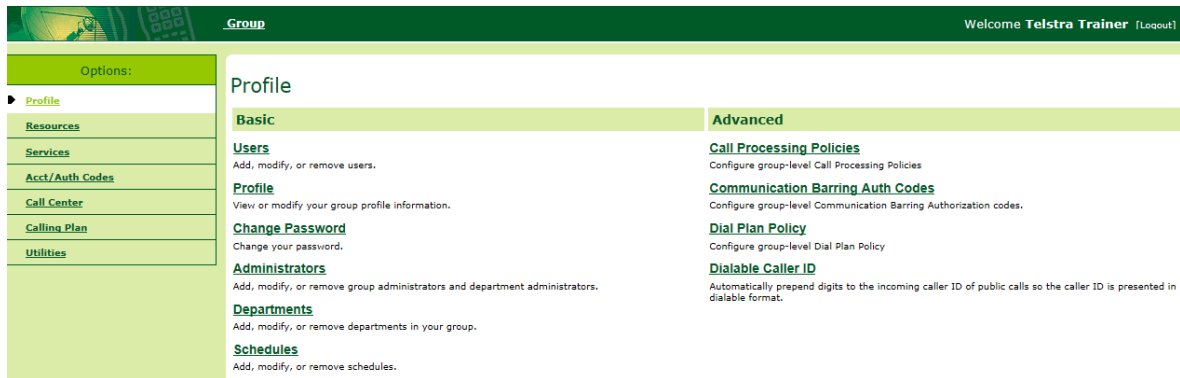 Group
Welcome Telstra Trainer [Logout]
Options:
Profile
Resources
Services
Acct/Auth Codes
Call Center
Calling Plan
Utilities
Profile
Basic
Users
Add, modify, or remove users.
Profile
View or modify your group profile information.
Change Password
Change your password.
Administrators
Add, modify, or remove group administrators and department administrators.
Departments
Add, modify, or remove departments in your group.
Schedules
Add, modify, or remove schedules.
Advanced
Call Processing Policies
Configure group-level Call Processing Policies
Communication Barring Auth Codes
Configure group-level Communication Barring Authorization codes.
Dial Plan Policy
Configure group-level Dial Plan Policy
Dialable Caller ID
Automatically prepend digits to the incoming caller ID of public calls so the caller ID is presented in
dialable format.